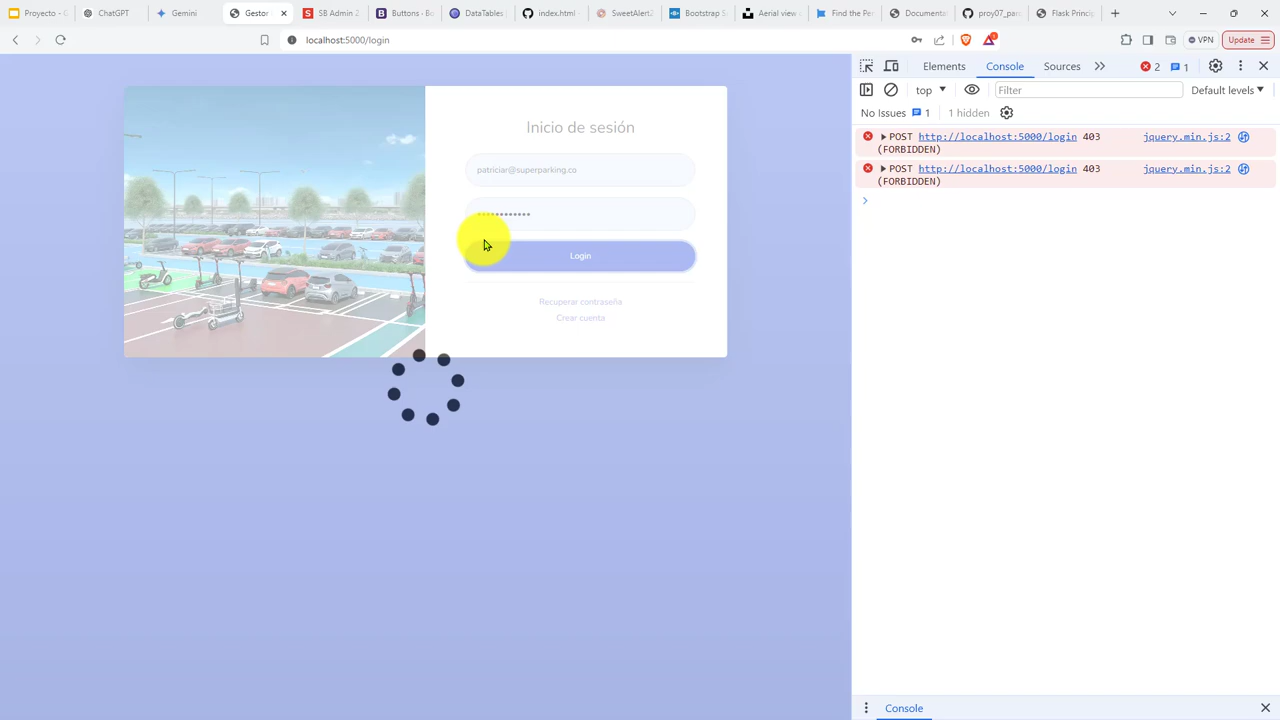 Proyecto - G
ChatGPT
Gemini
Gestor
SB Admin 2
Buttons - Bo
DataTables
index.html
SweetAlert2
Bootstrap S
Aerial view o
Find the Pe
Documenta
proy07_par
Flask Princip
localhost:5000/login
VPN
Update
Elements
Console
Sources
2
1
top
Filter
Default levels
No Issues
1
1 hidden
POST http://localhost:5000/login 403
(FORBIDDEN)
jquery.min.js:2
POST http://localhost:5000/login 403
(FORBIDDEN)
jquery.min.js:2
Inicio de sesión
patriciar@superparking.co
Login
Recuperar contraseña
Crear cuenta
Console